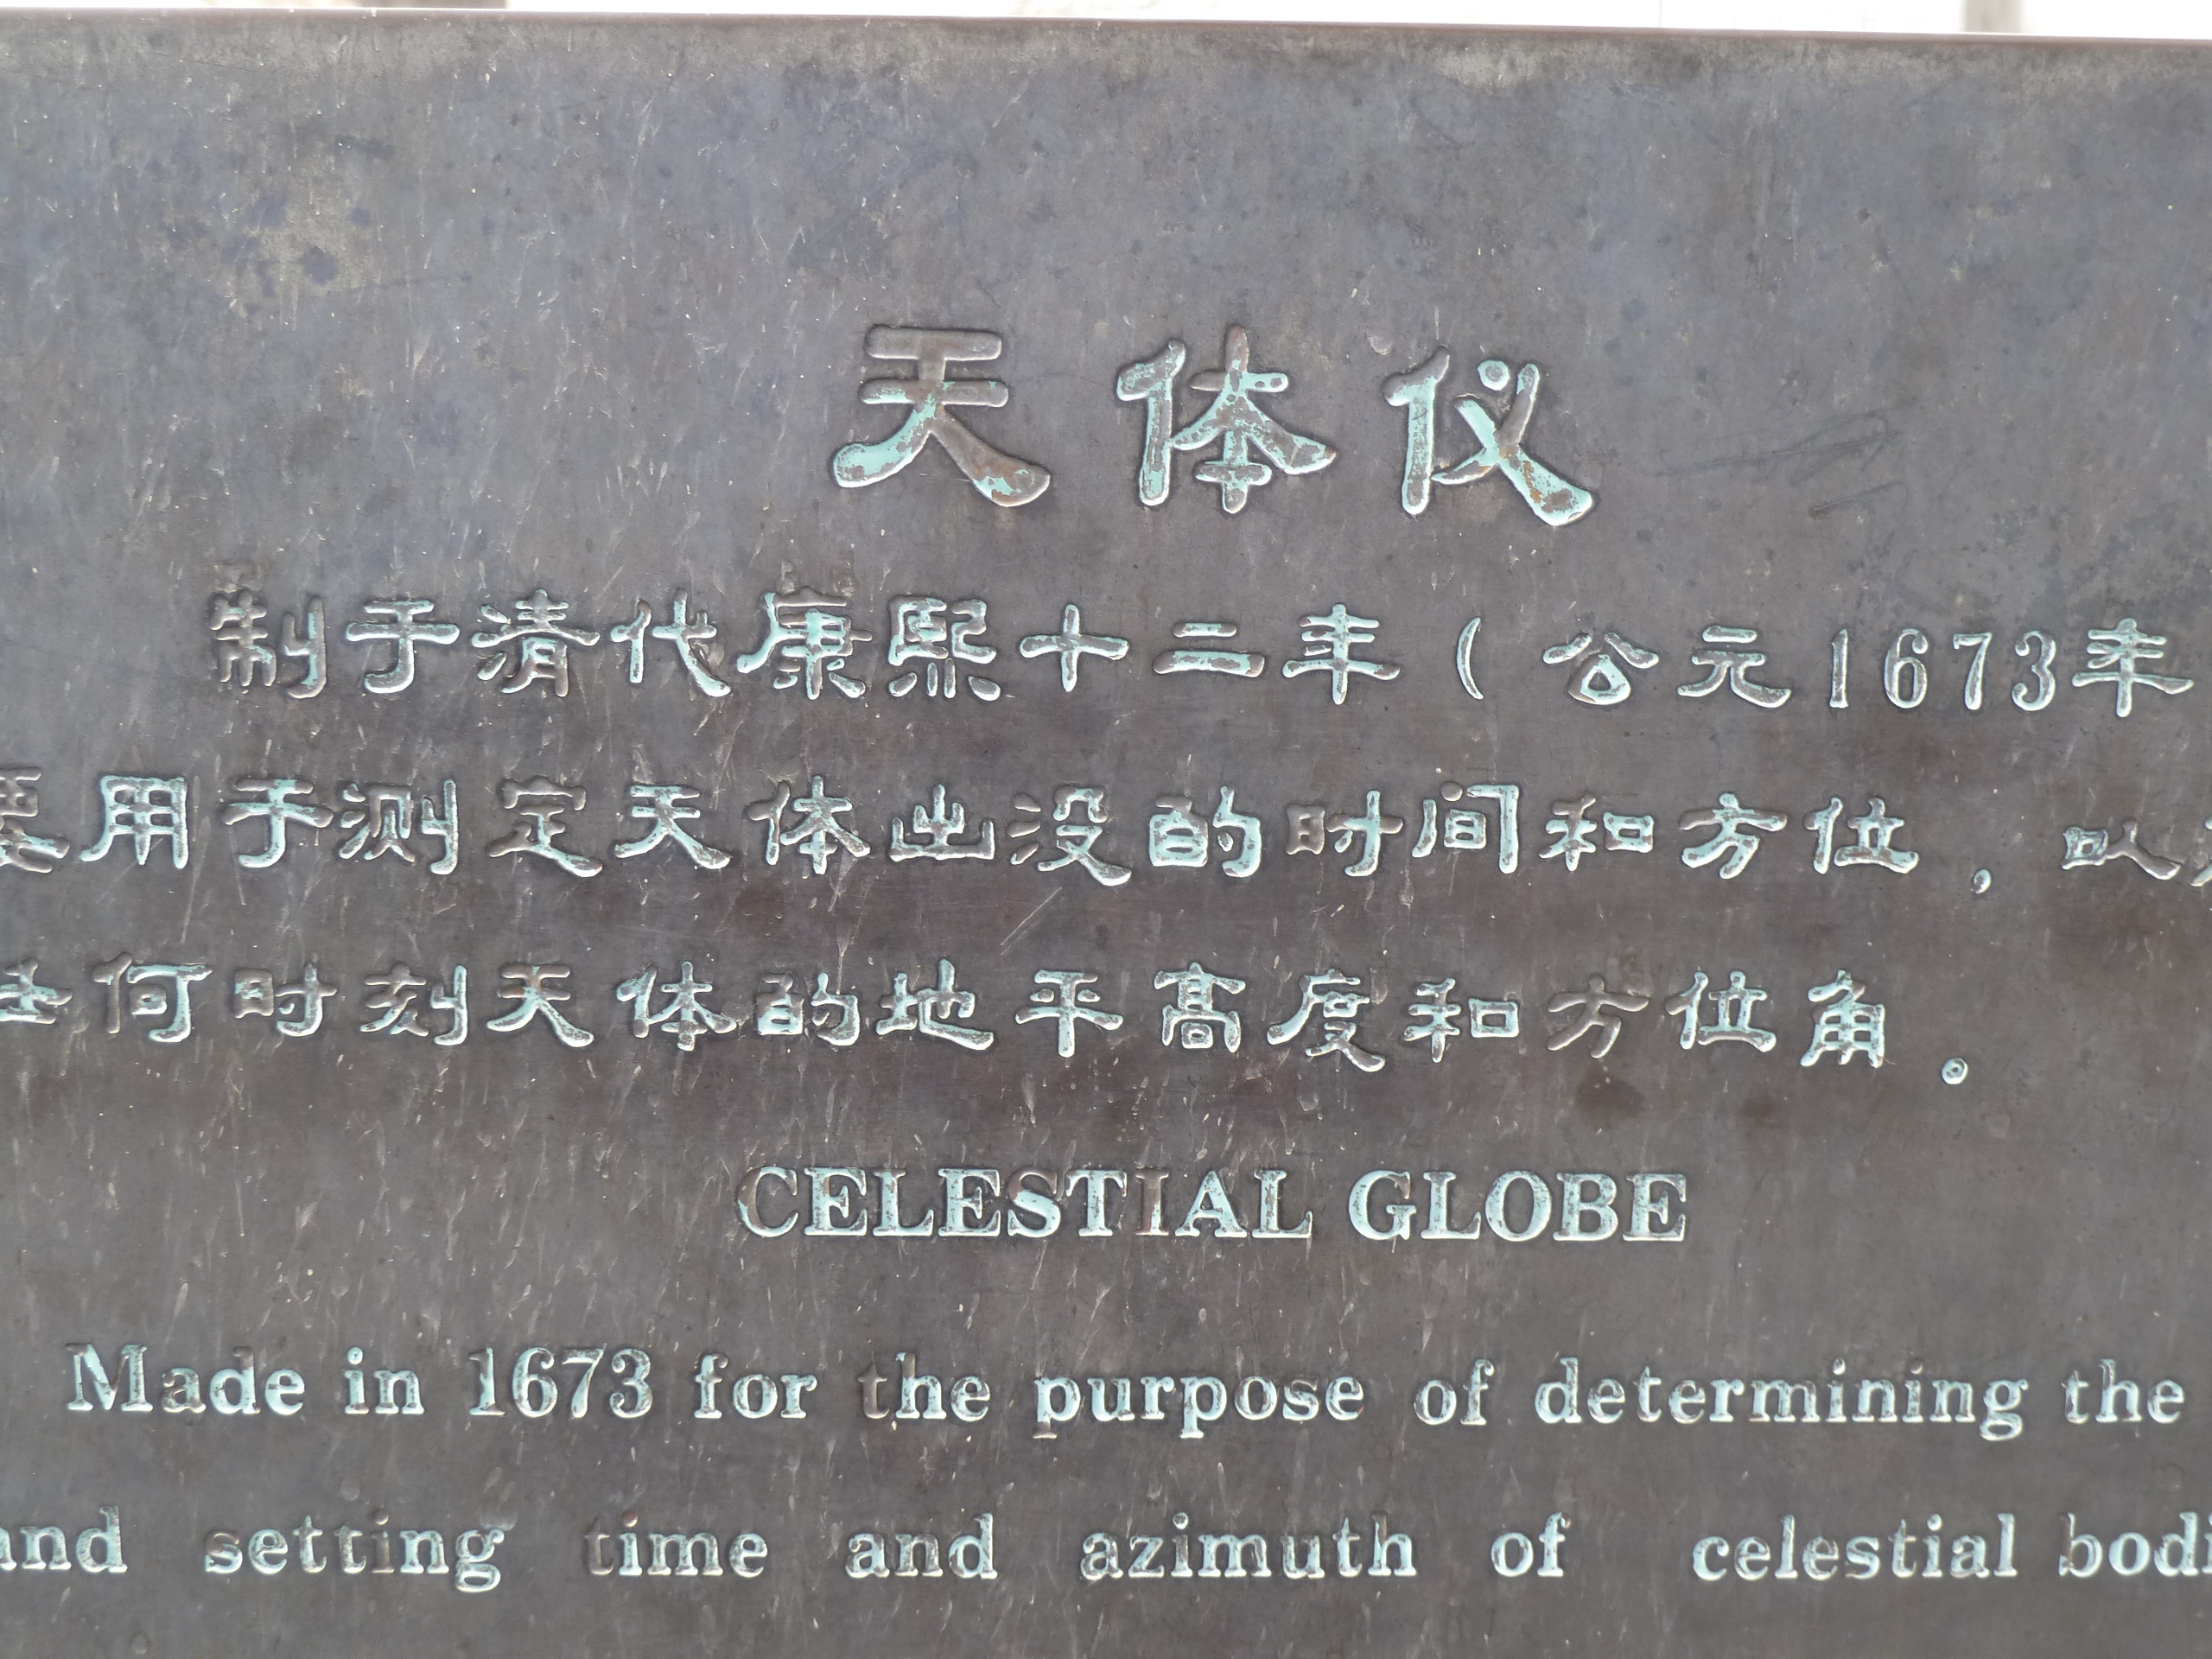 天体仪
制于清代康熙十二年（公元1673年
要用于测定天体出没的时间和方位，以
任何时刻天体的地平高度和方位角。
CELESTIAL GLOBE
Made in 1673 for the purpose of determining the
and setting time and azimuth of celestial bodi